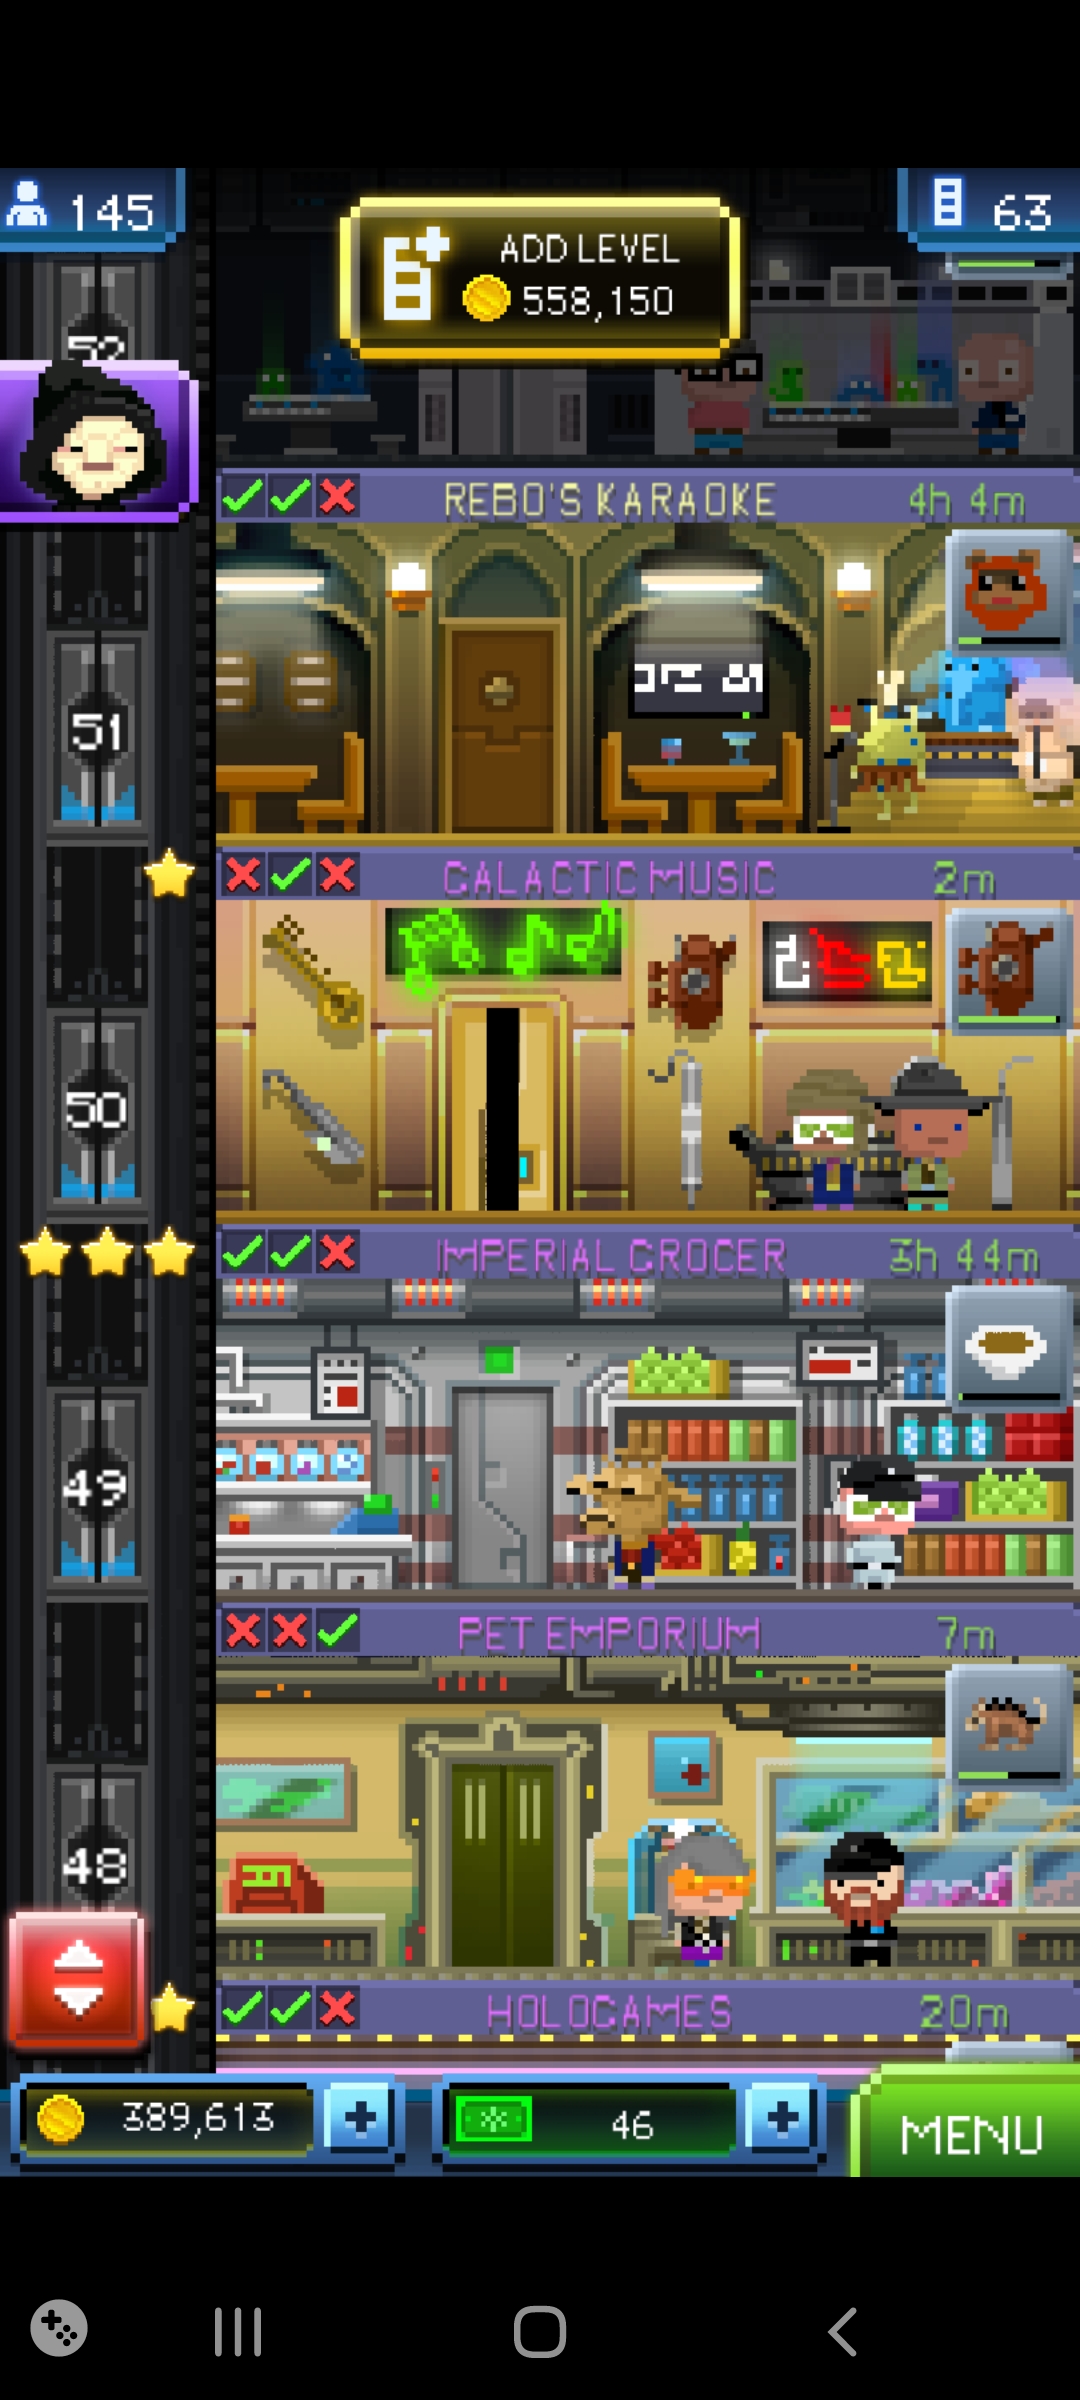 145
ADD LEVEL
558,150
63
52
REBO'S KARAOKE
4h 4m
51
GALACTIC MUSIC
2m
50
IMPERIAL GROCER
3h 44m
49
PET EMPORIUM
7m
48
HOLOGAMES
20m
389,613
46
MENU